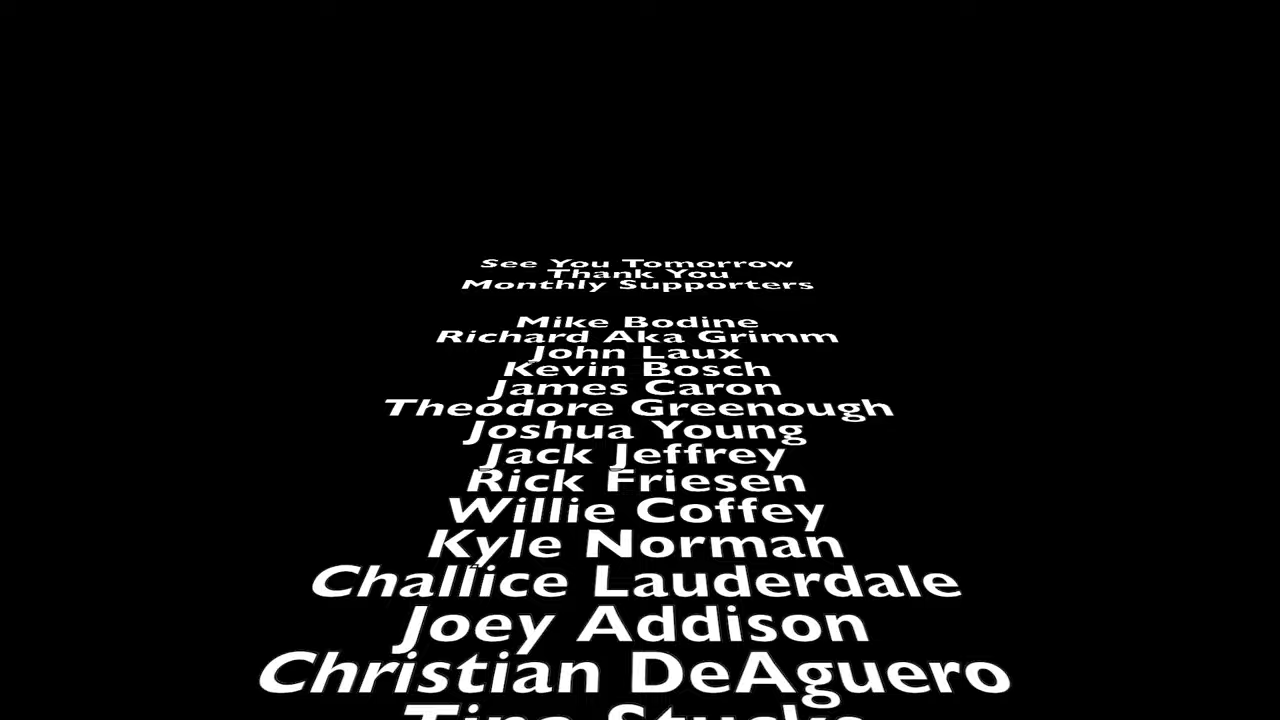 See You Tomorrow
Thank You
Monthly Supporters
Mike Bodine
Richard Aka Grimm
John Laux
Kevin Bosch
James Caron
Theodore Greenough
Joshua Young
Jack Jeffrey
Rick Friesen
Willie Coffey
Kyle Norman
Challice Lauderdale
Joey Addison
Christian DeAguero